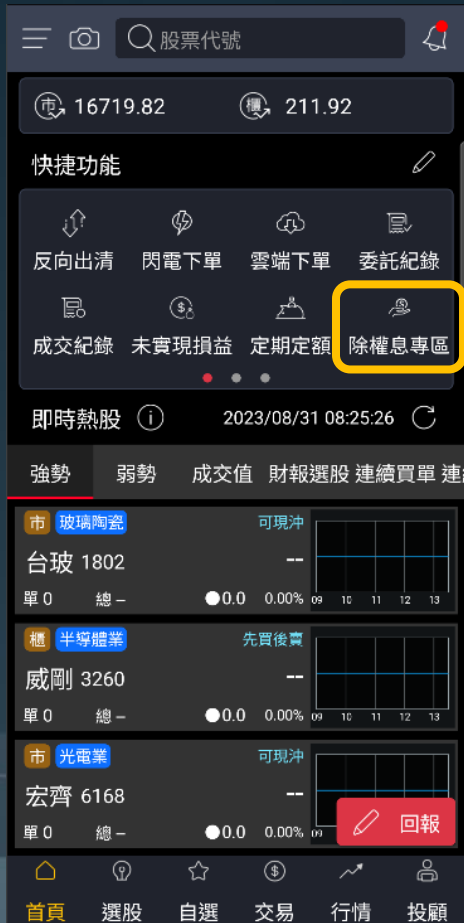 股票代號
市 16719.82 櫃 211.92
快捷功能
反向出清 閃電下單 雲端下單 委託紀錄
成交紀錄 未實現損益 定期定額 除權息專區
即時熱股 i 2023/08/31 08:25:26
強勢 弱勢 成交值 財報選股 連續買單 連
市 玻璃陶瓷 可現沖
台玻 1802 --
單 0 總 – 0.0 0.00% 09 10 11 12 13
櫃 半導體業 先買後賣
威剛 3260 --
單 0 總 – 0.0 0.00% 09 10 11 12 13
市 光電業 可現沖
宏齊 6168 --
單 0 總 – 0.0 0.00% 09
回報
首頁 選股 自選 交易 行情 投顧